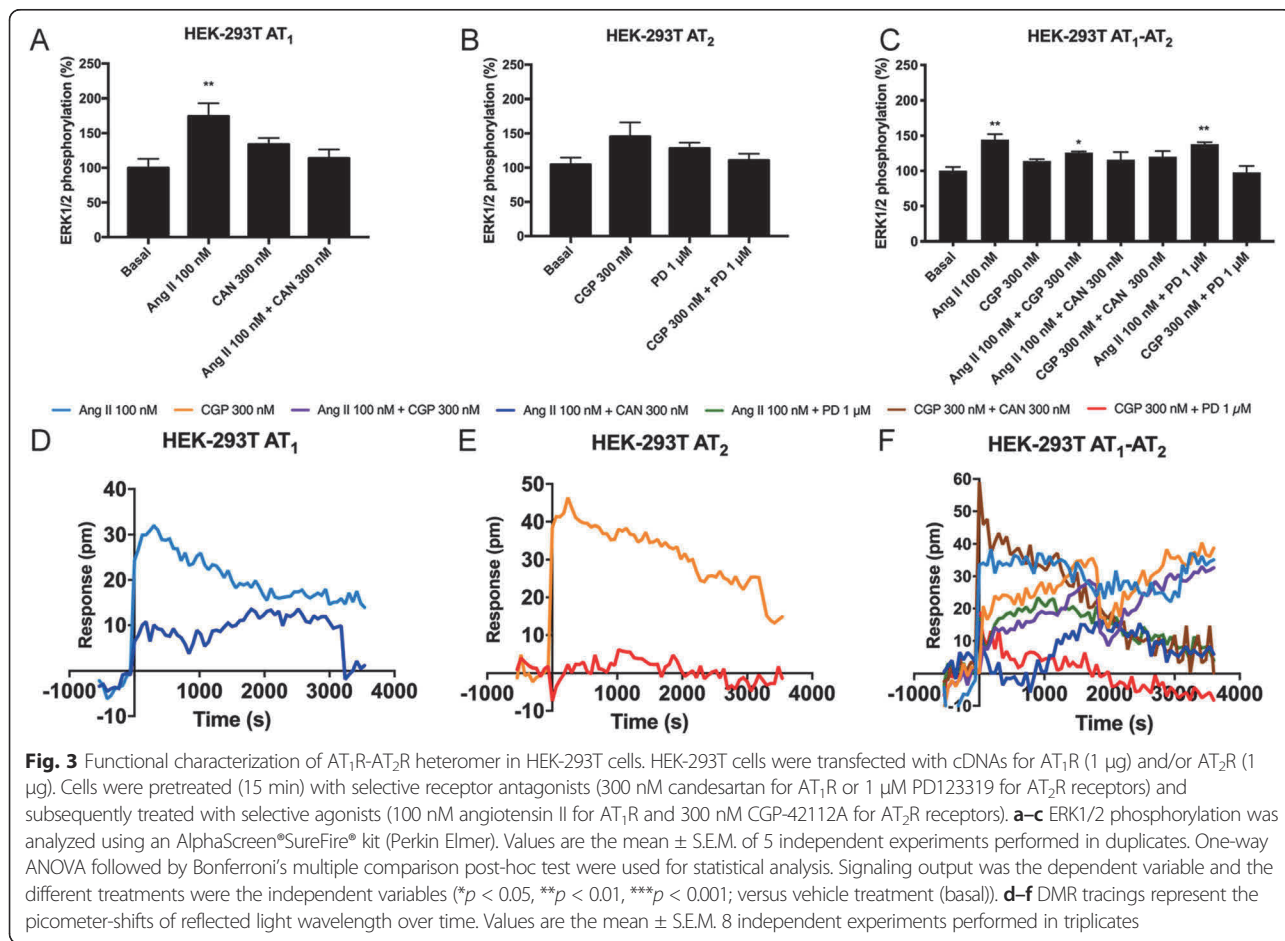 A
HEK-293T AT₁
ERK1/2 phosphorylation (%)
250
200
150
100
50
0
**
Basal
Ang II 100 nM
CAN 300 nM
Ang II 100 nM + CAN 300 nM
B
HEK-293T AT₂
ERK1/2 phosphorylation (%)
250
200
150
100
50
0
Basal
CGP 300 nM
PD 1 μM
CGP 300 nM + PD 1 μM
C
HEK-293T AT₁-AT₂
ERK1/2 phosphorylation (%)
250
200
150
100
50
0
**
*
**
Basal
Ang II 100 nM
CGP 300 nM
Ang II 100 nM + CGP 300 nM
Ang II 100 nM + CAN 300 nM
CGP 300 nM + CAN 300 nM
Ang II 100 nM + PD 1 μM
CGP 300 nM + PD 1 μM
Ang II 100 nM CGP 300 nM Ang II 100 nM + CGP 300 nM Ang II 100 nM + CAN 300 nM Ang II 100 nM + PD 1 μM CGP 300 nM + CAN 300 nM CGP 300 nM + PD 1 μM
D
HEK-293T AT₁
Response (pm)
40
30
20
10
-10
-1000 0 1000 2000 3000 4000
Time (s)
E
HEK-293T AT₂
Response (pm)
50
40
30
20
10
0
-10
-1000 0 1000 2000 3000 4000
Time (s)
F
HEK-293T AT₁-AT₂
Response (pm)
60
50
40
30
20
10
-10
-1000 0 1000 2000 3000 4000
Time (s)
Fig. 3 Functional characterization of AT₁R-AT₂R heteromer in HEK-293T cells. HEK-293T cells were transfected with cDNAs for AT₁R (1 μg) and/or AT₂R (1
μg). Cells were pretreated (15 min) with selective receptor antagonists (300 nM candesartan for AT₁R or 1 μM PD123319 for AT₂R receptors) and
subsequently treated with selective agonists (100 nM angiotensin II for AT₁R and 300 nM CGP-42112A for AT₂R receptors). a–c ERK1/2 phosphorylation was
analyzed using an AlphaScreen®SureFire® kit (Perkin Elmer). Values are the mean ± S.E.M. of 5 independent experiments performed in duplicates. One-way
ANOVA followed by Bonferroni's multiple comparison post-hoc test were used for statistical analysis. Signaling output was the dependent variable and the
different treatments were the independent variables (*p < 0.05, **p < 0.01, ***p < 0.001; versus vehicle treatment (basal)). d–f DMR tracings represent the
picometer-shifts of reflected light wavelength over time. Values are the mean ± S.E.M. 8 independent experiments performed in triplicates